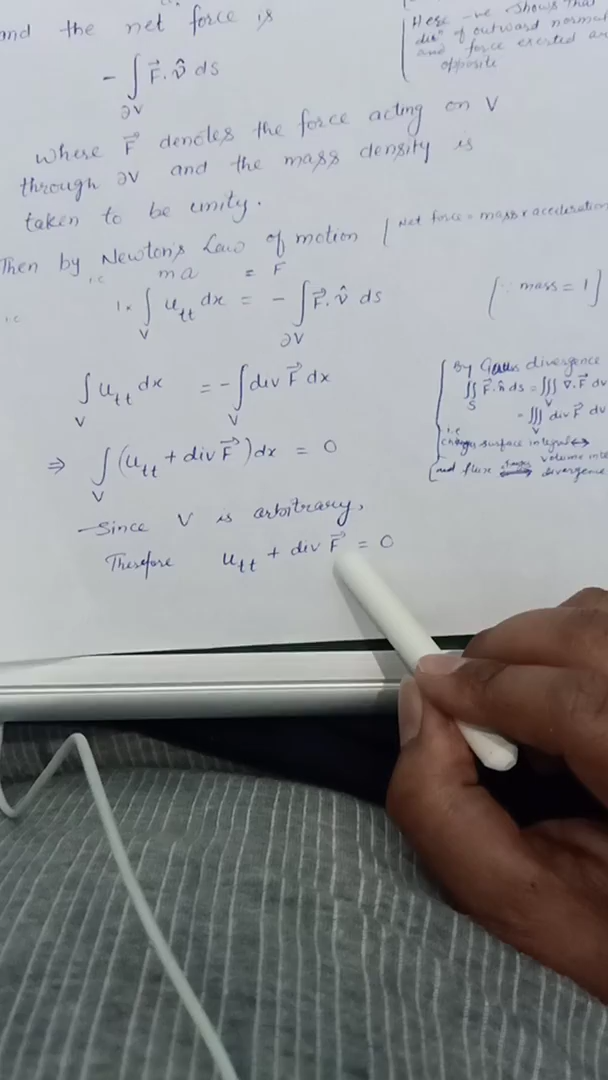 and the net force is
- ∫ F⃗ . ν̂ ds
∂V
where F⃗ denotes the force acting on V
through ∂V and the mass density is
taken to be unity.
Then by Newton's Law of motion
Net force = mass x acceleration
i.e ma = F
i.e 1x ∫ u_tt dx = - ∫ F⃗ . ν̂ ds
V ∂V
[∵ mass = 1]
∫ u_tt dx = - ∫ div F⃗ dx
V V
⇒ ∫ (u_tt + div F⃗) dx = 0
V
Since V is arbitrary,
Therefore u_tt + div F⃗ = 0
Here -ve shows that
dirⁿ of outward normal
and force exerted are
opposite
By Gauss divergence
∬ F⃗ . n̂ ds = ∭ ∇ . F⃗ dv
S V
= ∭ div F⃗ dv
V
i.e
surface integral ↔
volume
and flux divergence